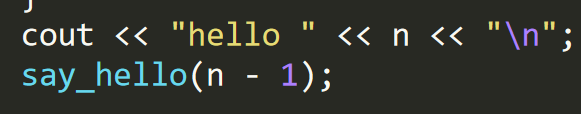 }
cout << "hello " << n << "\n";
say_hello(n - 1);